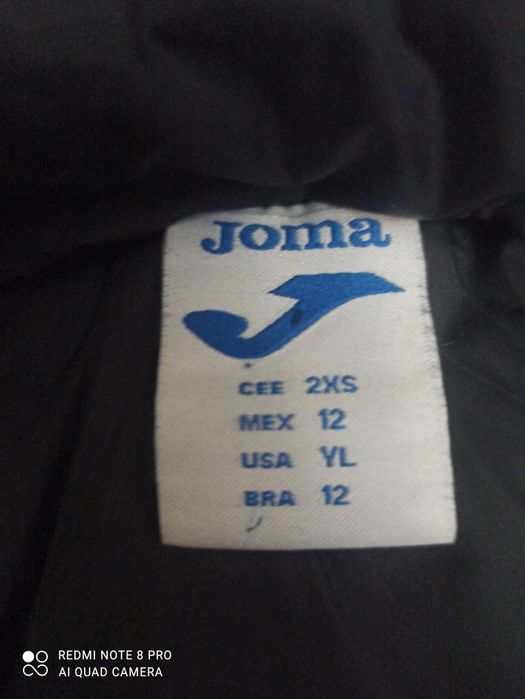 Joma
CEE 2XS
MEX 12
USA YL
BRA 12
REDMI NOTE 8 PRO
AI QUAD CAMERA